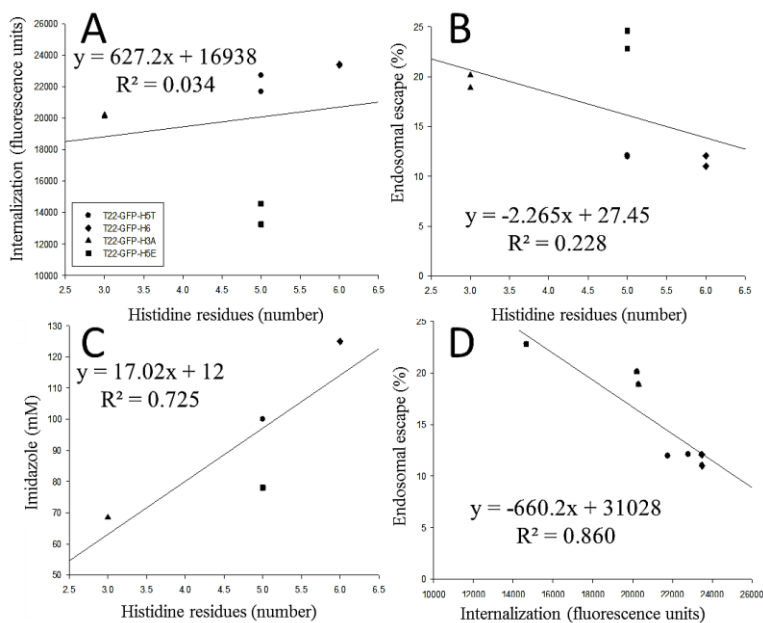 A
y = 627.2x + 16938
R² = 0.034
Internalization (fluorescence units)
24000
22000
20000
18000
16000
14000
12000
10000
T22-GFP-H5T
T22-GFP-H6
T22-GFP-H3A
T22-GFP-H5E
2.5 3.0 3.5 4.0 4.5 5.0 5.5 6.0 6.5
Histidine residues (number)
B
Endosomal escape (%)
25
20
15
10
5
0
y = -2.265x + 27.45
R² = 0.228
2.5 3.0 3.5 4.0 4.5 5.0 5.5 6.0 6.5
Histidine residues (number)
C
y = 17.02x + 12
R² = 0.725
Imidazole (mM)
130
120
110
100
90
80
70
60
50
2.5 3.0 3.5 4.0 4.5 5.0 5.5 6.0 6.5
Histidine residues (number)
D
Endosomal escape (%)
25
20
15
10
5
0
y = -660.2x + 31028
R² = 0.860
10000 12000 14000 16000 18000 20000 22000 24000 26000
Internalization (fluorescence units)